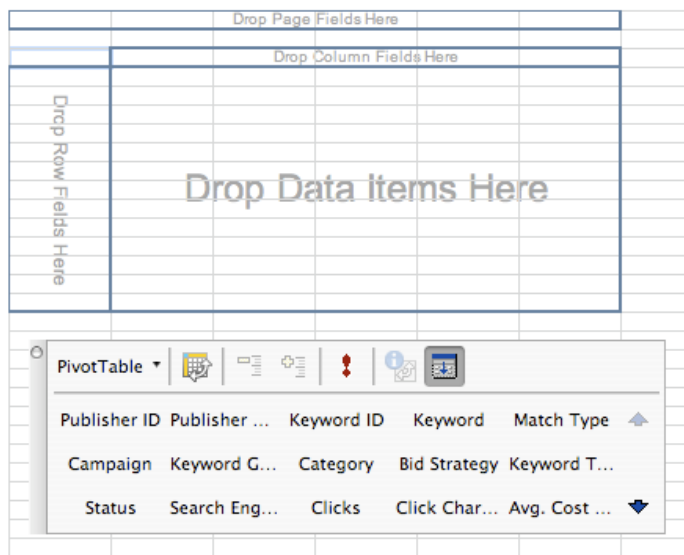 Drop Page Fields Here
Drop Column Fields Here
Drop Row Fields Here
Drop Data Items Here
PivotTable
Publisher ID Publisher ... Keyword ID Keyword Match Type
Campaign Keyword G... Category Bid Strategy Keyword T...
Status Search Eng... Clicks Click Char... Avg. Cost ...